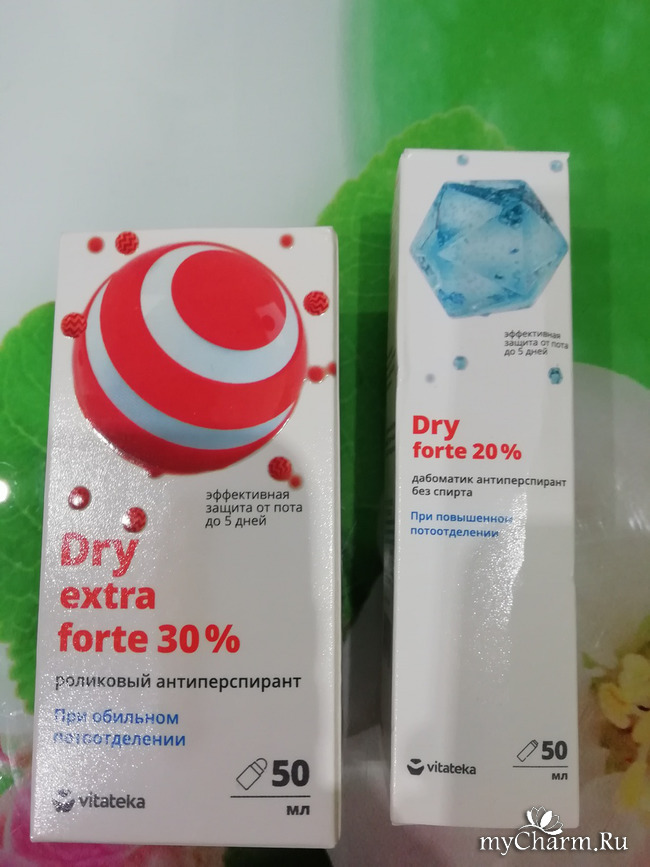 эффективная
защита от пота
до 5 дней
Dry
extra
forte 30%
роликовый антиперспирант
При обильном
потоотделении
50
мл
vitateka
эффективная
защита от пота
до 5 дней
Dry
forte 20%
дабоматик антиперспирант
без спирта
При повышенном
потоотделении
50
мл
vitateka
myCharm.Ru